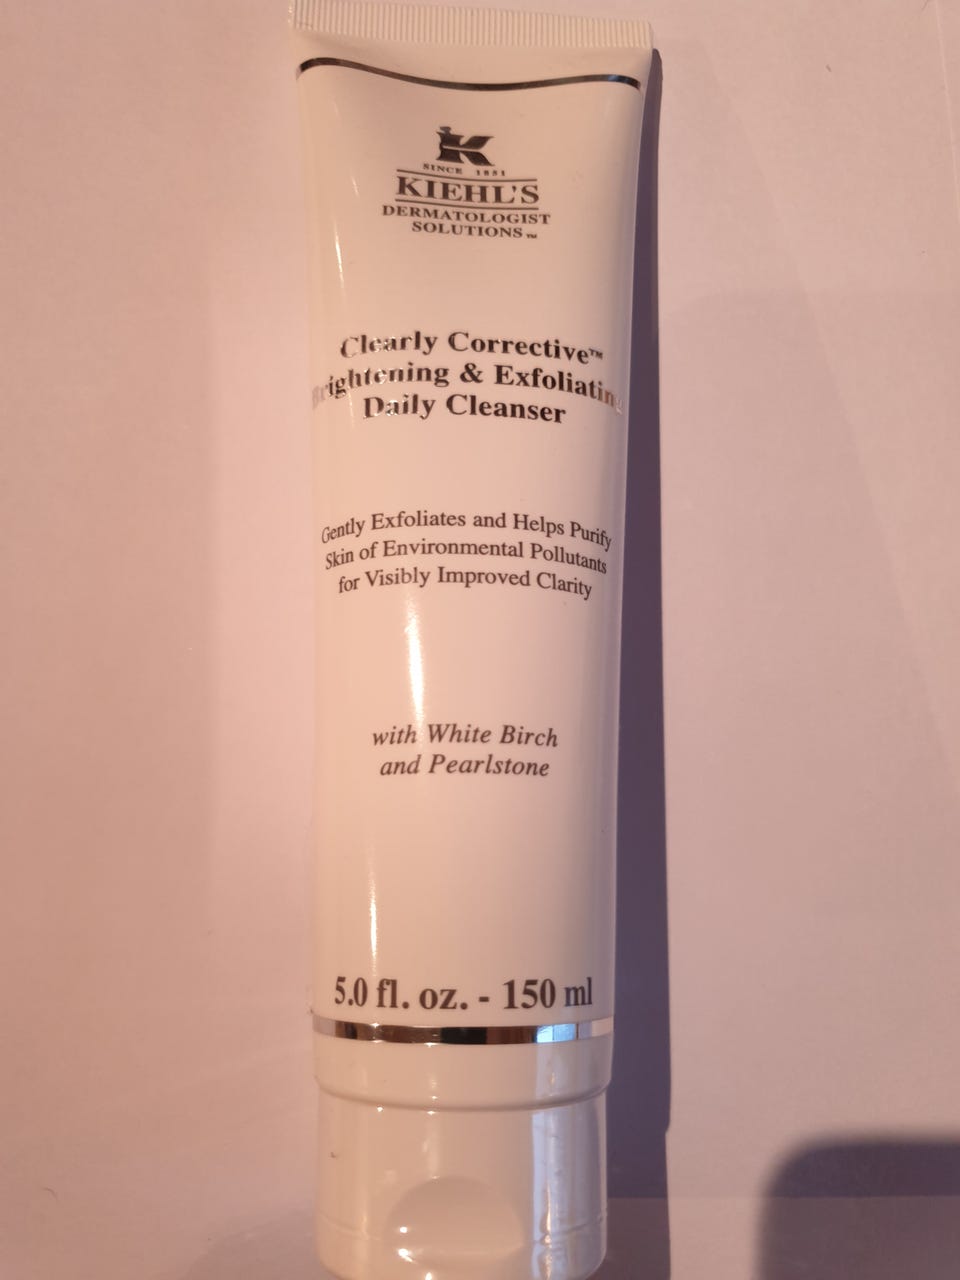 K
SINCE 1851
KIEHL'S
DERMATOLOGIST
SOLUTIONS™
Clearly Corrective™
Brightening & Exfoliating
Daily Cleanser
Gently Exfoliates and Helps Purify
Skin of Environmental Pollutants
for Visibly Improved Clarity
with White Birch
and Pearlstone
5.0 fl. oz. - 150 ml